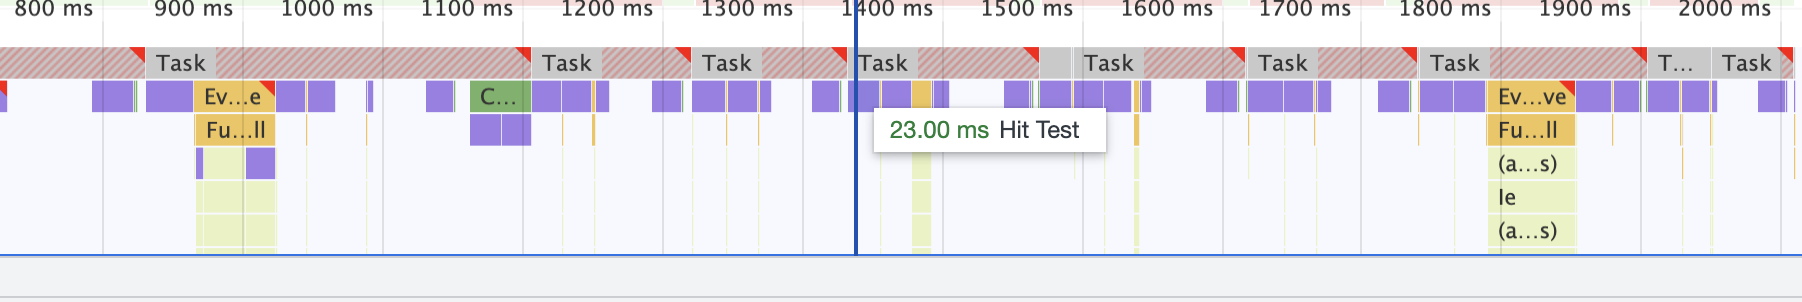 800 ms 900 ms 1000 ms 1100 ms 1200 ms 1300 ms 1400 ms 1500 ms 1600 ms 1700 ms 1800 ms 1900 ms 2000 ms
Task Task Task Task Task Task Task T... Task
Ev...e C... Ev...ve
Fu...ll 23.00 ms Hit Test Fu...ll
(a...s)
le
(a...s)